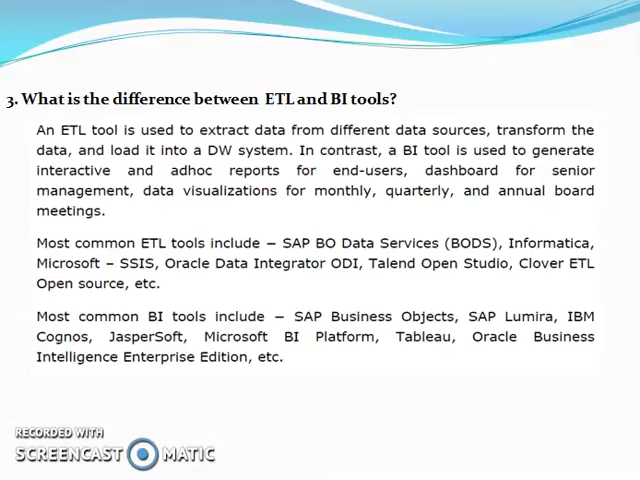 3. What is the difference between ETL and BI tools?
An ETL tool is used to extract data from different data sources, transform the
data, and load it into a DW system. In contrast, a BI tool is used to generate
interactive and adhoc reports for end-users, dashboard for senior
management, data visualizations for monthly, quarterly, and annual board
meetings.
Most common ETL tools include − SAP BO Data Services (BODS), Informatica,
Microsoft – SSIS, Oracle Data Integrator ODI, Talend Open Studio, Clover ETL
Open source, etc.
Most common BI tools include − SAP Business Objects, SAP Lumira, IBM
Cognos, JasperSoft, Microsoft BI Platform, Tableau, Oracle Business
Intelligence Enterprise Edition, etc.
RECORDED WITH
SCREENCAST MATIC